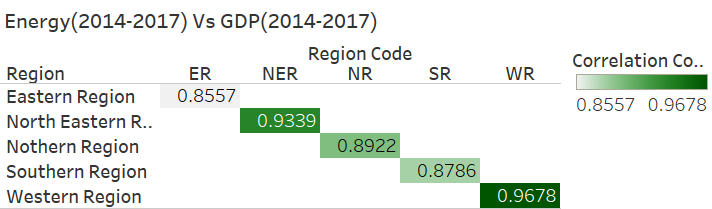 Energy(2014-2017) Vs GDP(2014-2017)
Region Code
Region ER NER NR SR WR
Eastern Region 0.8557
North Eastern R.. 0.9339
Nothern Region 0.8922
Southern Region 0.8786
Western Region 0.9678
Correlation Co..
0.8557 0.9678